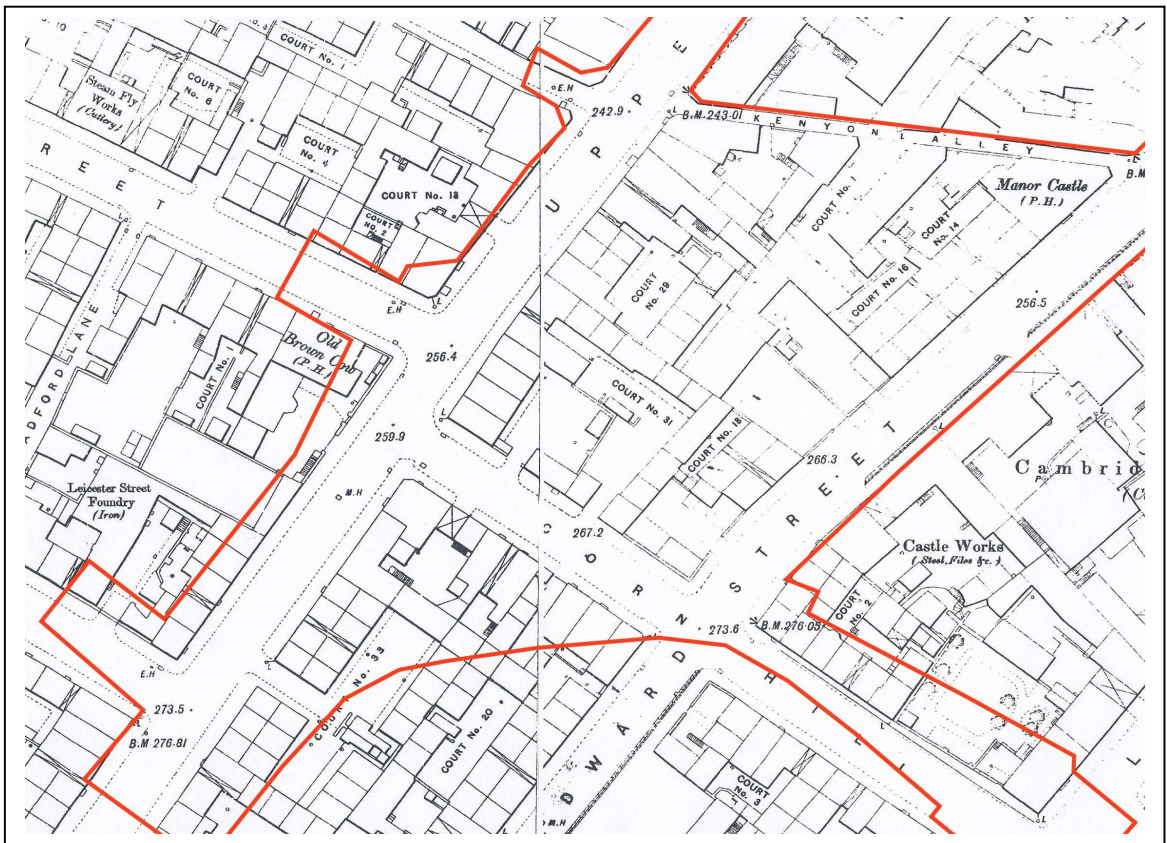 COURT No. 1
COURT
No. 6
Steam Fly
Works
(Cutlery)
E.H
242.9
UPPE
B.M. 243·01
KENYON ALLEY
B.M
Manor Castle
(P.H.)
COURT
No. 4
COURT No. 18
COURT
No. 2
REET
L
COURT No. 1
COURT
No. 14
COURT No. 16
COURT
No. 29
E.H
L
256.5
Old
Brown Cow
(P.H.)
256.4
RDFORD LANE
COURT No. 1
COURT No. 31
COURT No. 18
259.9
266.3
L
L
Cambrid
Leicester Street
Foundry
(Iron)
M.H
267.2
CORN HILL
STREET
Castle Works
(Steel, Files &c.)
COURT
No. 2
B.M. 276·05
273.6
E.H
L
COURT No. 33
273.5
B.M 276·81
COURT No. 20
EDWARD
COURT
No. 3
M.H
L